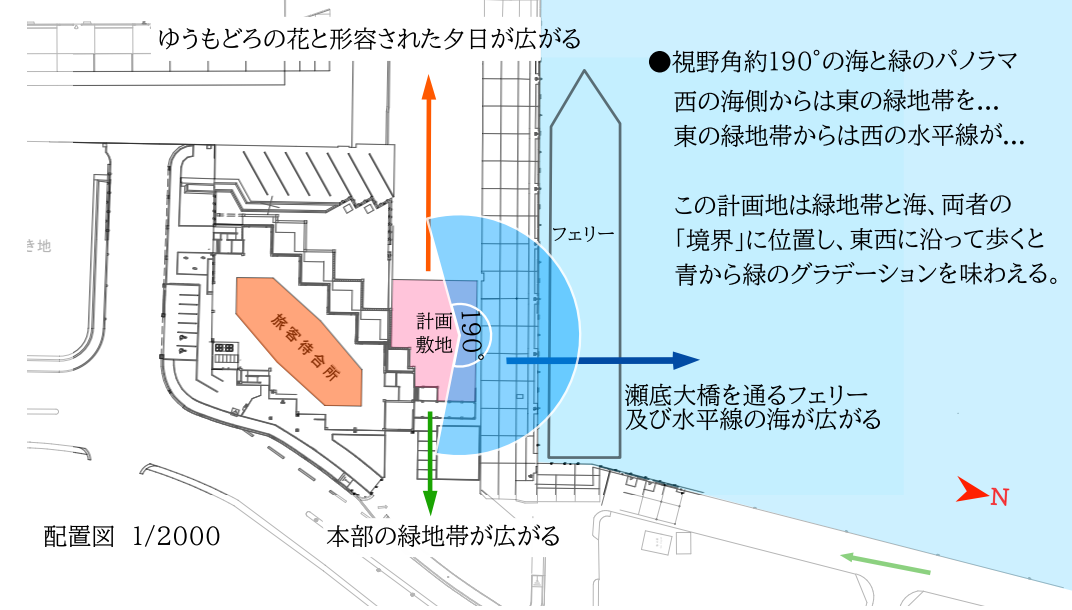 ゆうもどろの花と形容された夕日が広がる
●視野角約190°の海と緑のパノラマ
西の海側からは東の緑地帯を...
東の緑地帯からは西の水平線が...
この計画地は緑地帯と海、両者の
「境界」に位置し、東西に沿って歩くと
青から緑のグラデーションを味わえる。
フェリー
き地
旅客待合所
計画
敷地
190°
瀬底大橋を通るフェリー
及び水平線の海が広がる
N
配置図 1/2000
本部の緑地帯が広がる